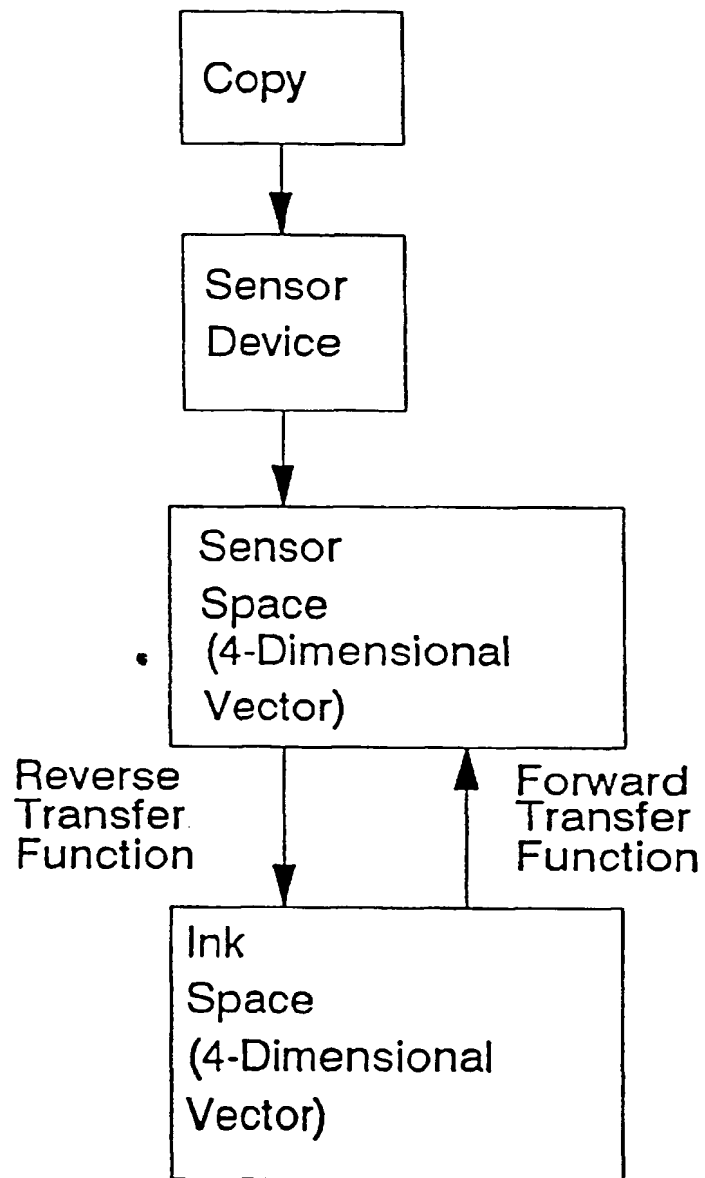 Copy
Sensor
Device
Sensor
Space
(4-Dimensional
Vector)
Reverse
Transfer
Function
Forward
Transfer
Function
Ink
Space
(4-Dimensional
Vector)